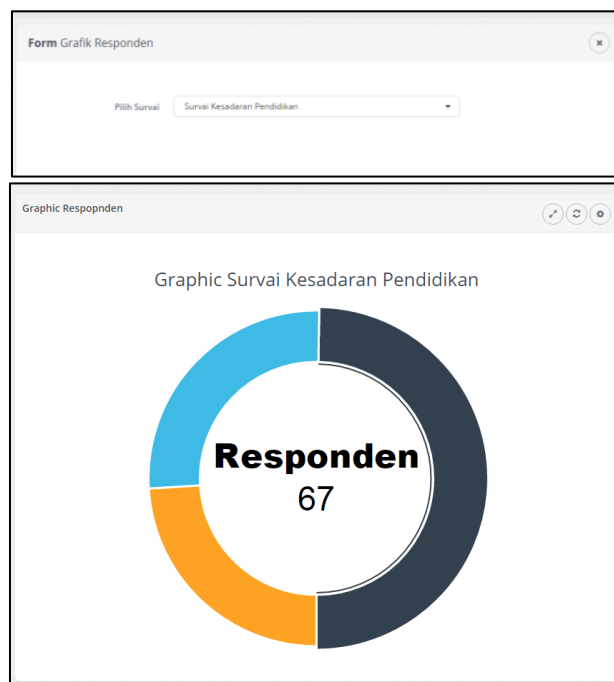 Form Grafik Responden
Pilih Survai
Survai Kesadaran Pendidikan
Graphic Respopnden
Graphic Survai Kesadaran Pendidikan
Responden
67